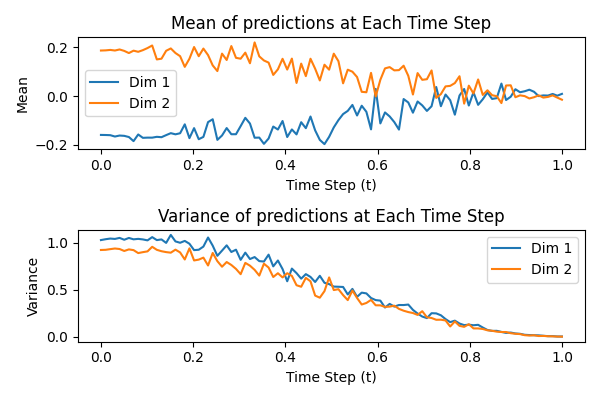 Mean of predictions at Each Time Step
Mean
0.2
0.0
−0.2
Dim 1
Dim 2
0.0 0.2 0.4 0.6 0.8 1.0
Time Step (t)
Variance of predictions at Each Time Step
Variance
1.0
0.5
0.0
Dim 1
Dim 2
0.0 0.2 0.4 0.6 0.8 1.0
Time Step (t)